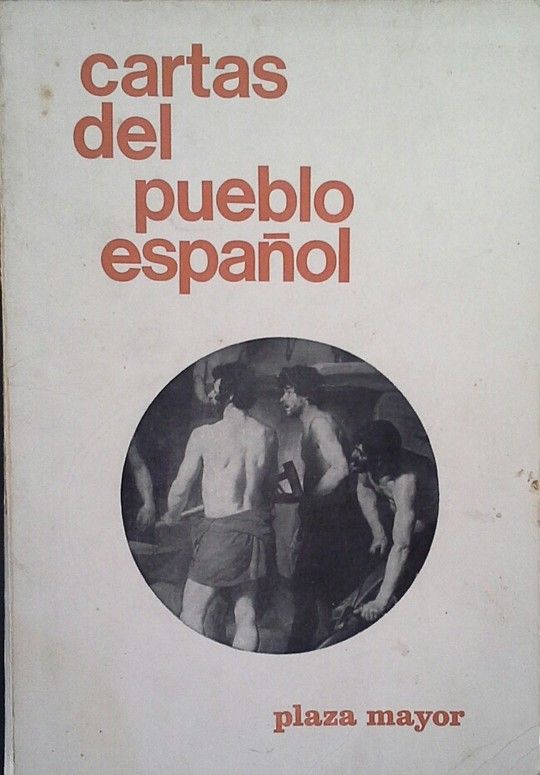 cartas
del
pueblo
español
plaza mayor